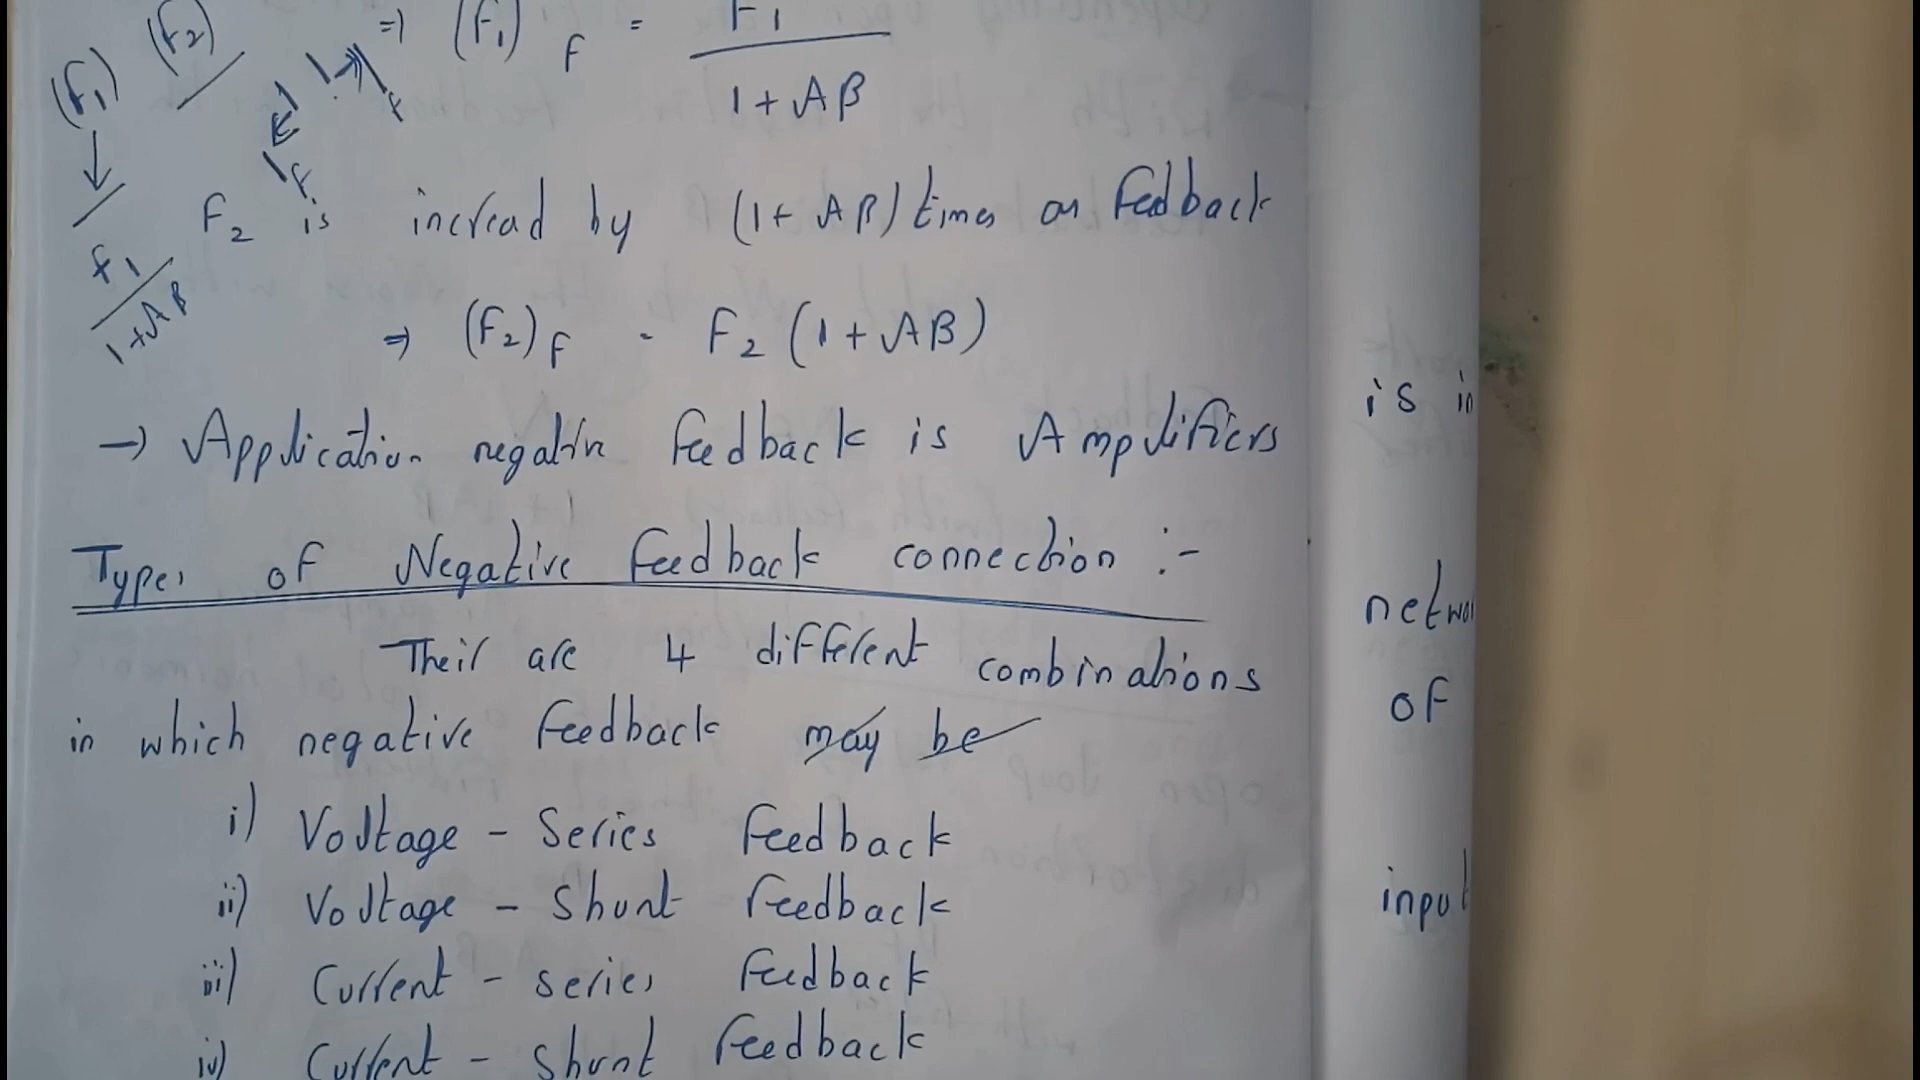 (F1) (F2) => (F1) F = F1 / 1 + Aβ
F1 / 1+Aβ
F2 is incread by (1+ Aβ) times on Feedback
=> (F2) F = F2 (1 + Aβ)
→ Application negative feedback is Amplifiers
Types of Negative feedback connection :-
Their are 4 different combinations
in which negative feedback may be
i) Voltage - Series feedback
ii) Voltage - Shunt feedback
iii) Current - series feedback
iv) Current - Shunt feedback
is in
of
input